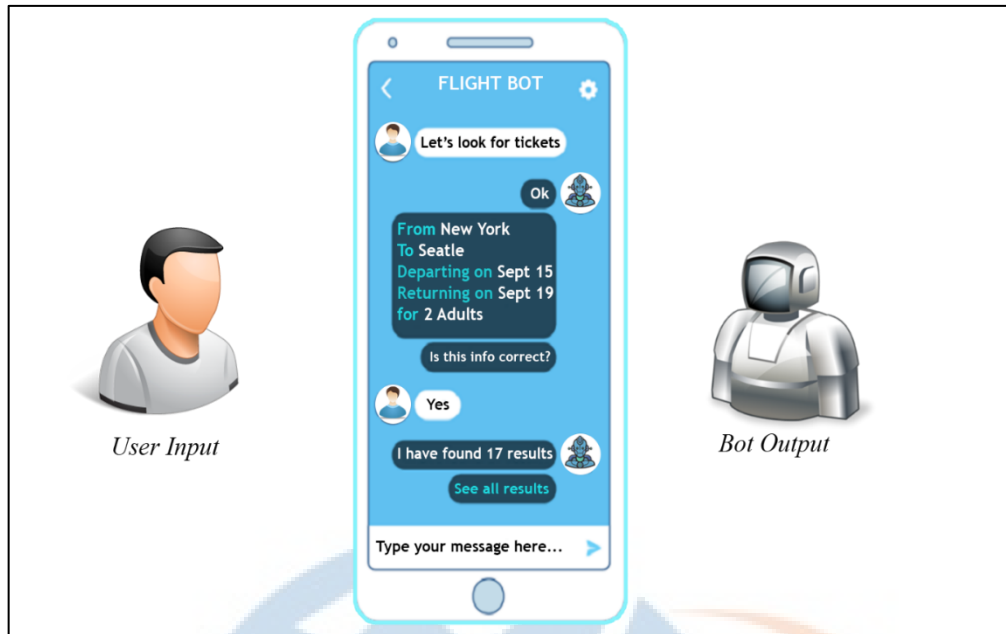 FLIGHT BOT
Let's look for tickets
Ok
From New York
To Seatle
Departing on Sept 15
Returning on Sept 19
for 2 Adults
Is this info correct?
Yes
I have found 17 results
See all results
Type your message here...
User Input
Bot Output